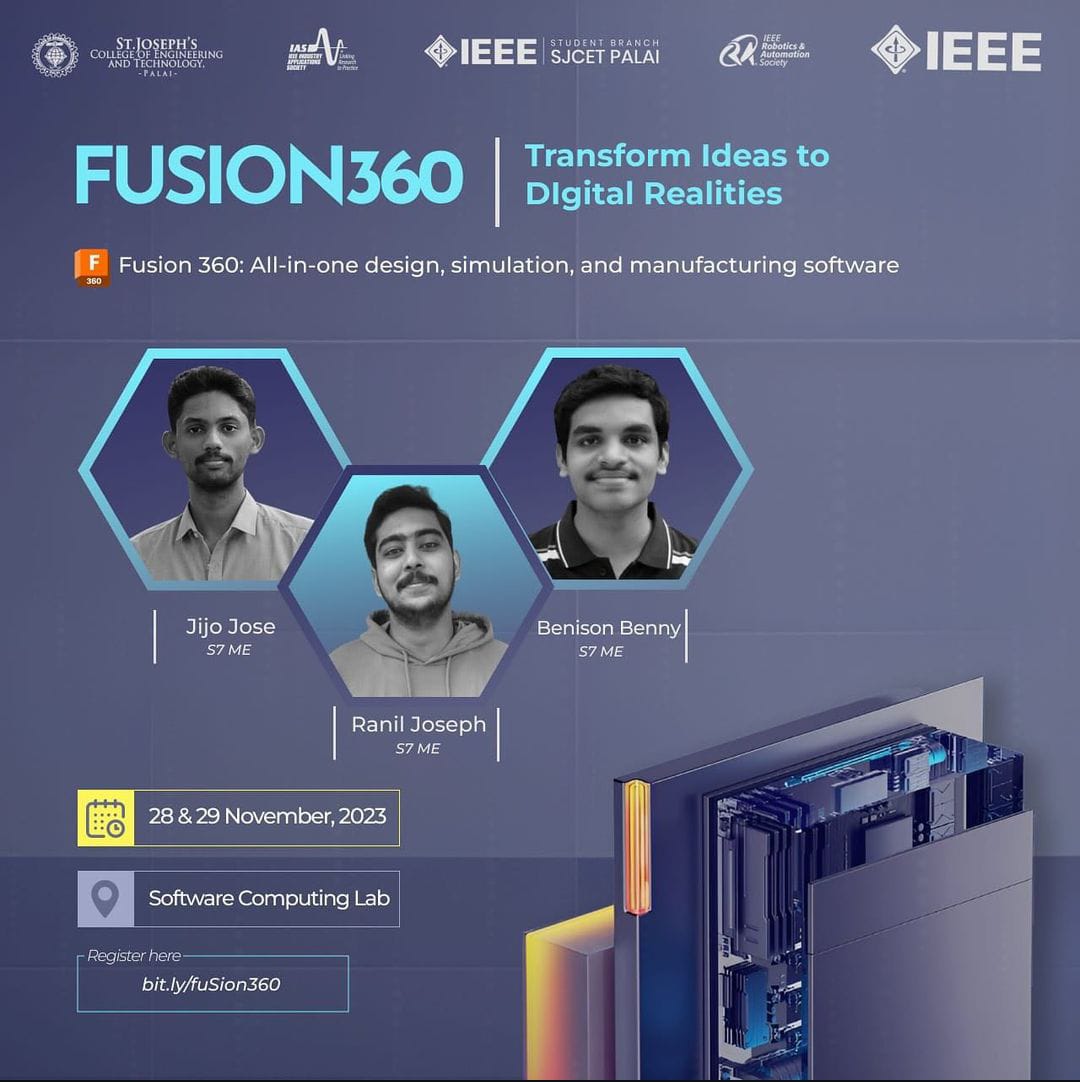 ST.JOSEPH'S
COLLEGE OF ENGINEERING
AND TECHNOLOGY,
- PALAI -
IAS
IEEE INDUSTRY
APPLICATIONS
SOCIETY
Linking
Research
to Practice
IEEE
STUDENT BRANCH
SJCET PALAI
IEEE
Robotics &
Automation
Society
IEEE
FUSION360
Transform Ideas to
DIgital Realities
F
360
Fusion 360: All-in-one design, simulation, and manufacturing software
Jijo Jose
S7 ME
Benison Benny
S7 ME
Ranil Joseph
S7 ME
28 & 29 November, 2023
Software Computing Lab
Register here
bit.ly/fuSion360